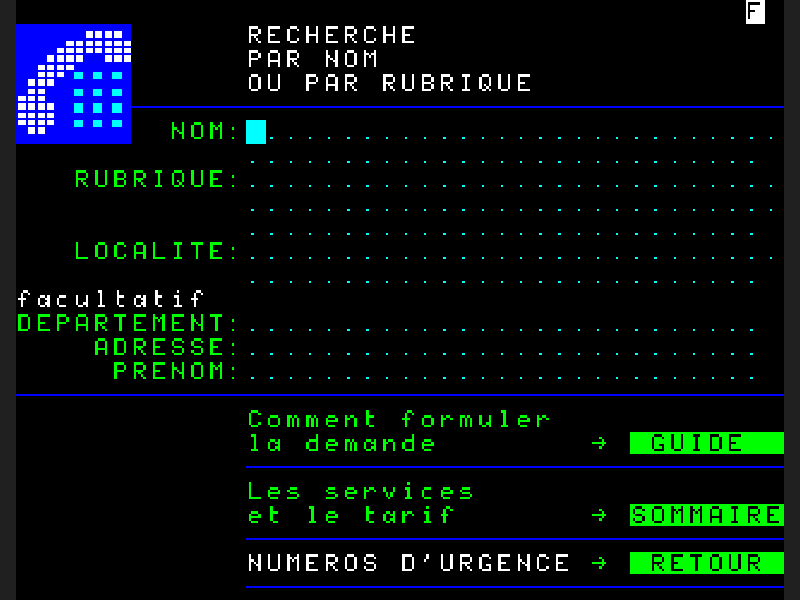 F
RECHERCHE
PAR NOM
OU PAR RUBRIQUE
NOM:. . . . . . . . . . . . . . . . . . . . . . . . . . .
. . . . . . . . . . . . . . . . . . . . . . . . . . .
RUBRIQUE:. . . . . . . . . . . . . . . . . . . . . . . . . . . .
. . . . . . . . . . . . . . . . . . . . . . . . . . . .
. . . . . . . . . . . . . . . . . . . . . . . . . . .
LOCALITE:. . . . . . . . . . . . . . . . . . . . . . . . . . . .
. . . . . . . . . . . . . . . . . . . . . . . . . . .
facultatif
DEPARTEMENT:. . . . . . . . . . . . . . . . . . . . . . . . . . .
ADRESSE:. . . . . . . . . . . . . . . . . . . . . . . . . . .
PRENOM:. . . . . . . . . . . . . . . . . . . . . . . . . . .
Comment formuler
la demande → GUIDE
Les services
et le tarif → SOMMAIRE
NUMEROS D'URGENCE → RETOUR